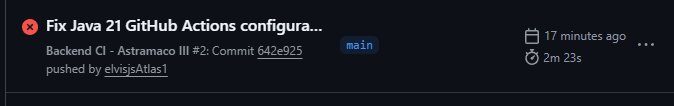 Fix Java 21 GitHub Actions configura...
Backend CI - Astramaco III #2: Commit 642e925
pushed by elvisjsAtlas1
main
17 minutes ago
2m 23s